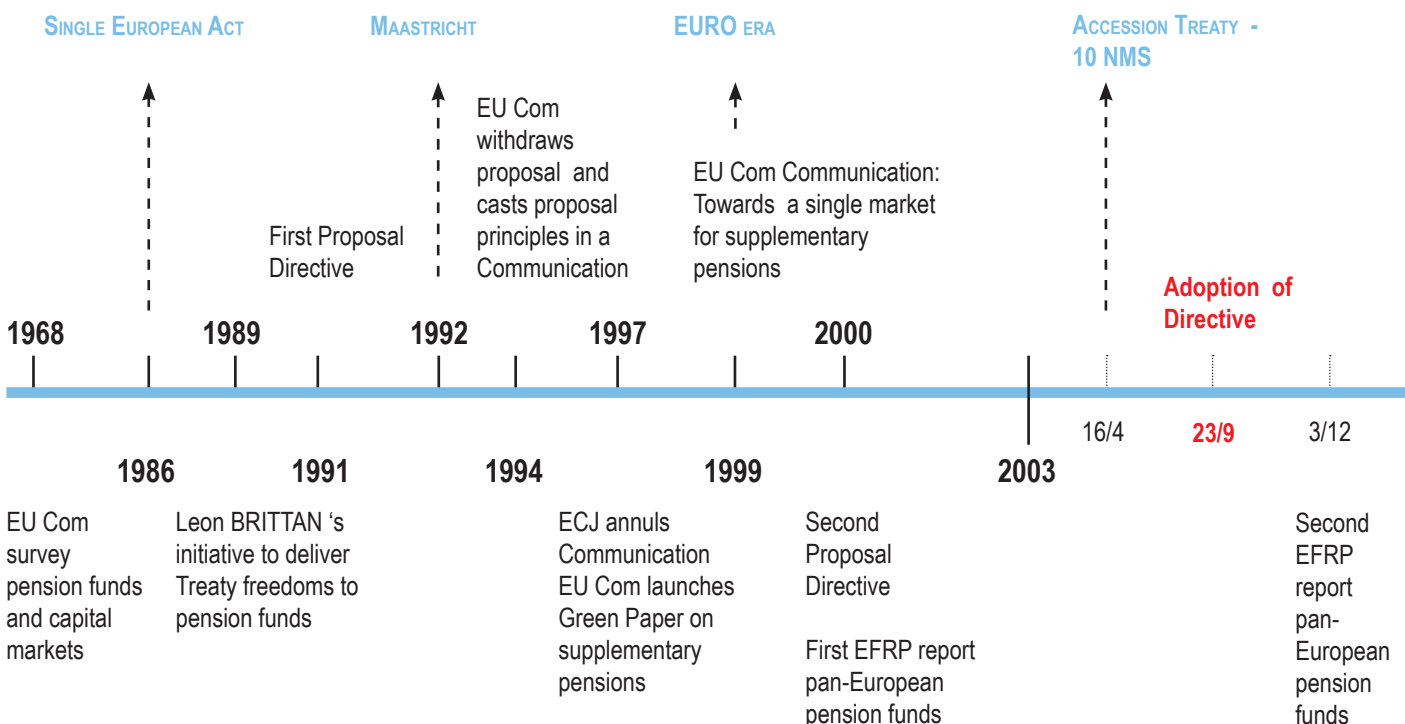 SINGLE EUROPEAN ACT
MAASTRICHT
EURO ERA
ACCESSION TREATY -
10 NMS
First Proposal
Directive
EU Com
withdraws
proposal and
casts proposal
principles in a
Communication
EU Com Communication:
Towards a single market
for supplementary
pensions
Adoption of
Directive
1968
1989
1992
1997
2000
16/4
23/9
3/12
1986
1991
1994
1999
2003
EU Com
survey
pension funds
and capital
markets
Leon BRITTAN ‘s
initiative to deliver
Treaty freedoms to
pension funds
ECJ annuls
Communication
EU Com launches
Green Paper on
supplementary
pensions
Second
Proposal
Directive
First EFRP report
pan-European
pension funds
Second
EFRP
report
pan-
European
pension
funds